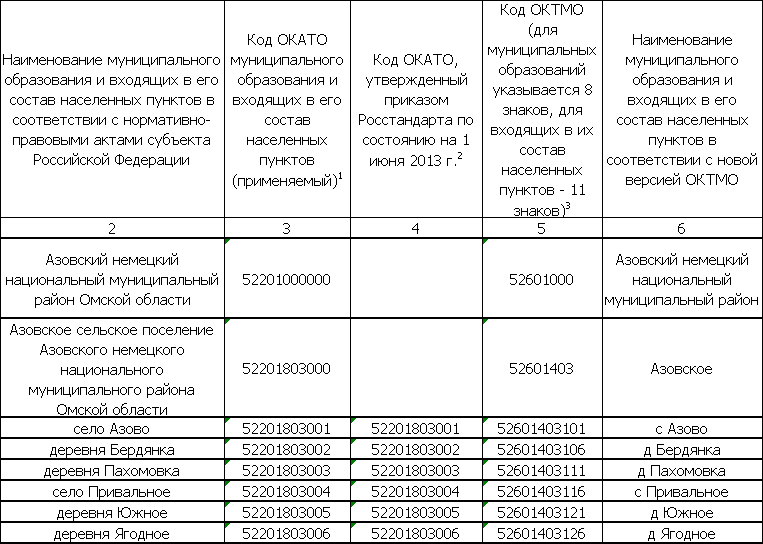 Наименование муниципального
образования и входящих в его
состав населенных пунктов в
соответствии с нормативно-
правовыми актами субъекта
Российской Федерации
Код ОКАТО
муниципального
образования и
входящих в его
состав
населенных
пунктов
(применяемый)1
Код ОКАТО,
утвержденный
приказом
Росстандарта по
состоянию на 1
июня 2013 г.2
Код ОКТМО
(для
муниципальных
образований
указывается 8
знаков, для
входящих в их
состав
населенных
пунктов - 11
знаков)3
Наименование
муниципального
образования и
входящих в его
состав населенных
пунктов в
соответствии с новой
версией ОКТМО
2 3 4 5 6
Азовский немецкий
национальный муниципальный
район Омской области
52201000000
52601000
Азовский немецкий
национальный
муниципальный район
Азовское сельское поселение
Азовского немецкого
национального
муниципального района
Омской области
52201803000
52601403
Азовское
село Азово 52201803001 52201803001 52601403101 с Азово
деревня Бердянка 52201803002 52201803002 52601403106 д Бердянка
деревня Пахомовка 52201803003 52201803003 52601403111 д Пахомовка
село Привальное 52201803004 52201803004 52601403116 с Привальное
деревня Южное 52201803005 52201803005 52601403121 д Южное
деревня Ягодное 52201803006 52201803006 52601403126 д Ягодное